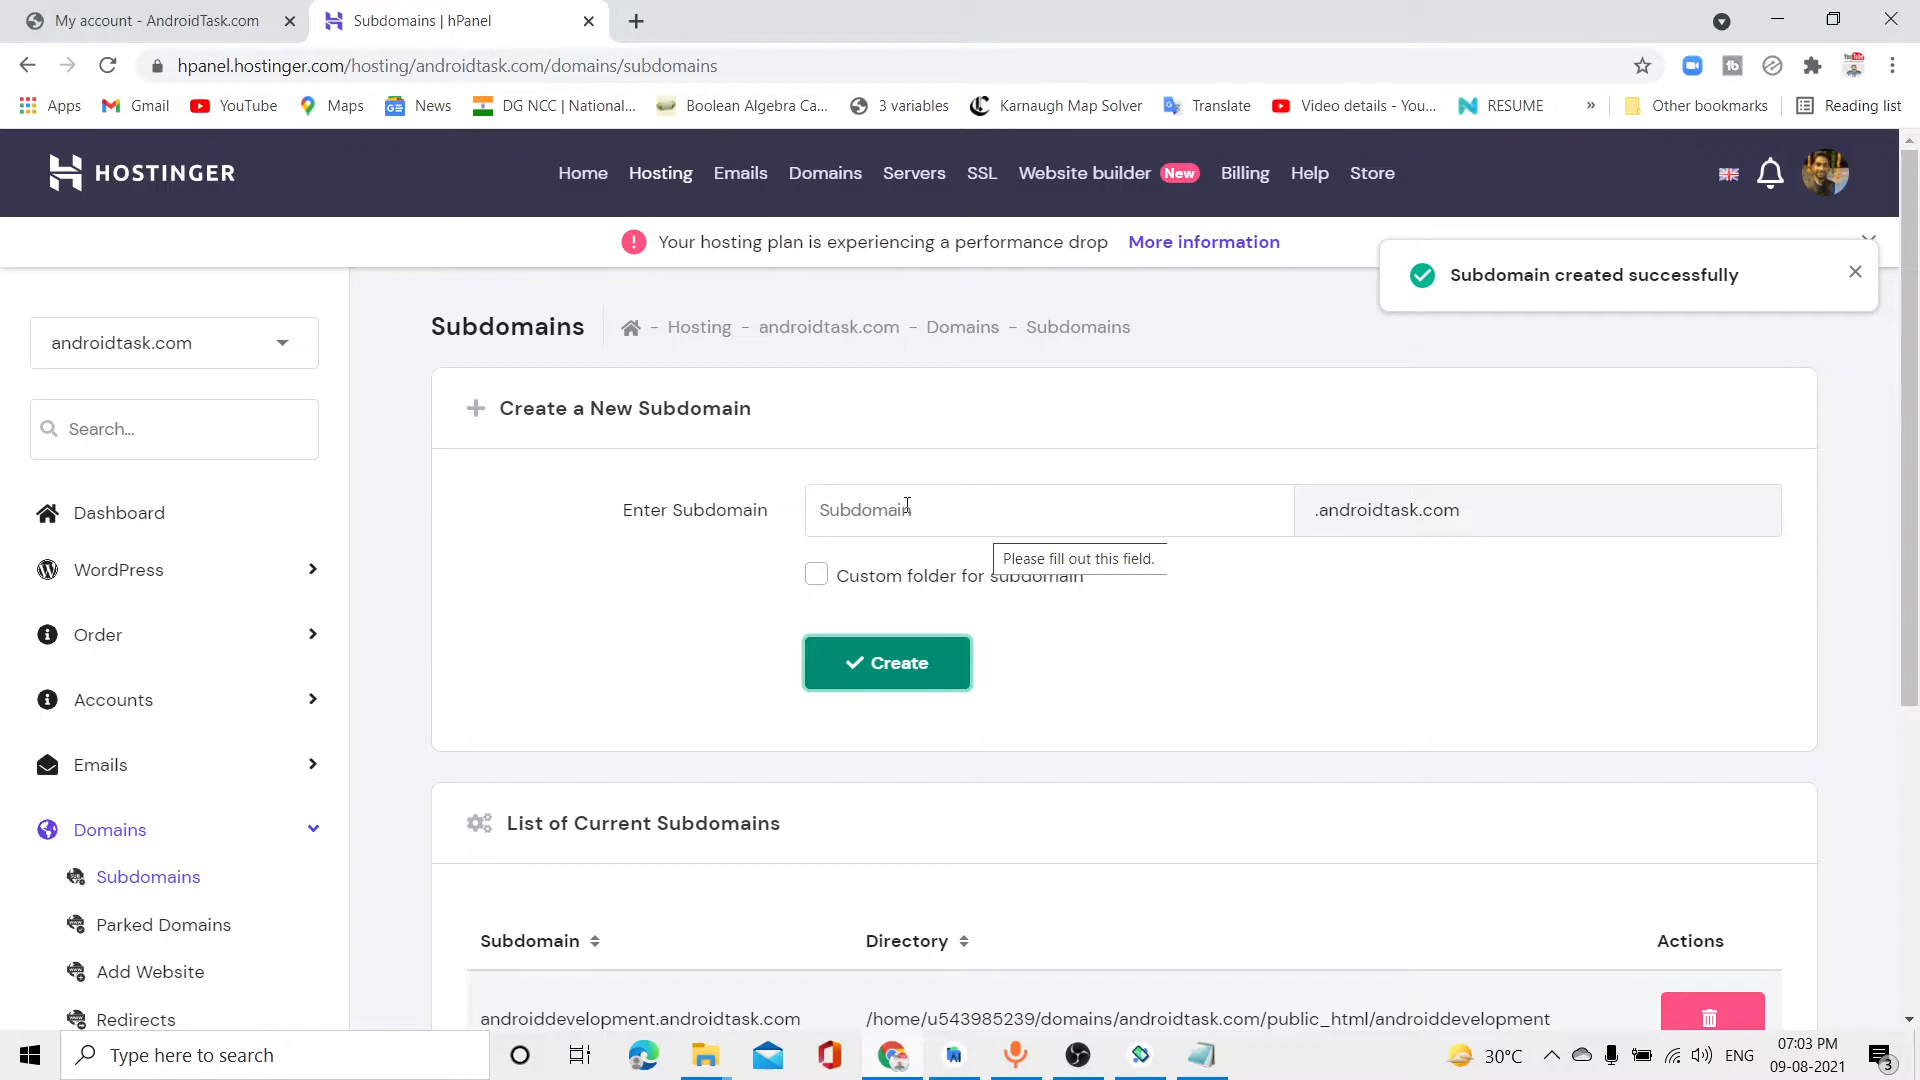 My account - AndroidTask.com
Subdomains | hPanel
hpanel.hostinger.com/hosting/androidtask.com/domains/subdomains
Apps
Gmail
YouTube
Maps
News
DG NCC | National...
Boolean Algebra Ca...
3 variables
Karnaugh Map Solver
Translate
Video details - You...
RESUME
»
Other bookmarks
Reading list
HOSTINGER
Home
Hosting
Emails
Domains
Servers
SSL
Website builder New
Billing
Help
Store
Your hosting plan is experiencing a performance drop More information
Subdomain created successfully
androidtask.com
Search...
Dashboard
WordPress
Order
Accounts
Emails
Domains
Subdomains
Parked Domains
Add Website
Redirects
Subdomains
- Hosting - androidtask.com - Domains - Subdomains
Create a New Subdomain
Enter Subdomain
Subdomain
.androidtask.com
Please fill out this field.
Custom folder for subdomain
Create
List of Current Subdomains
Subdomain
Directory
Actions
androiddevelopment.androidtask.com
/home/u543985239/domains/androidtask.com/public_html/androiddevelopment
Type here to search
30°C
ENG
07:03 PM
09-08-2021
3